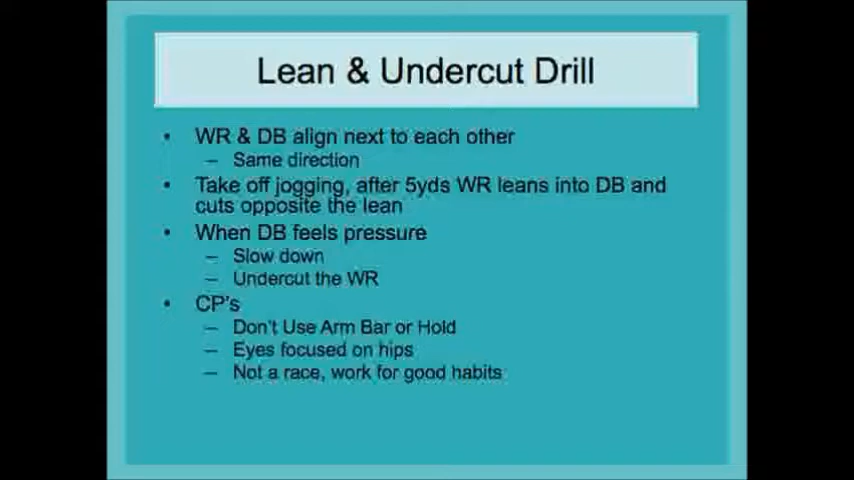 Lean & Undercut Drill
• WR & DB align next to each other
– Same direction
• Take off jogging, after 5yds WR leans into DB and
cuts opposite the lean
• When DB feels pressure
– Slow down
– Undercut the WR
• CP's
– Don't Use Arm Bar or Hold
– Eyes focused on hips
– Not a race, work for good habits